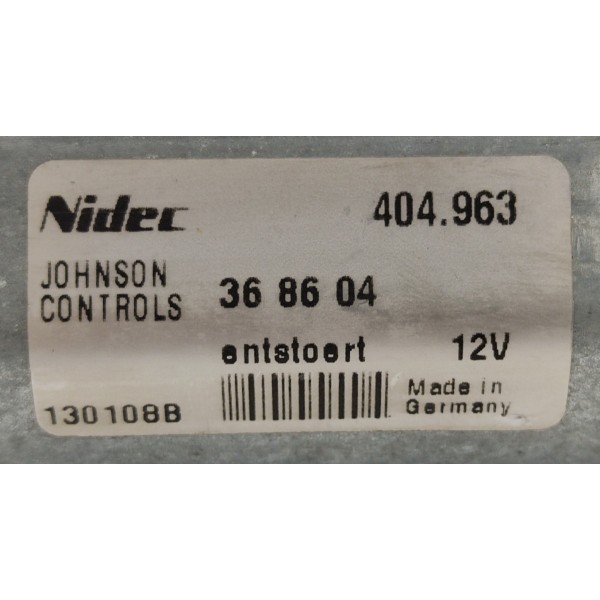 Nidec 404.963
JOHNSON
CONTROLS 36 86 04
entstoert 12V
130108B Made in
Germany